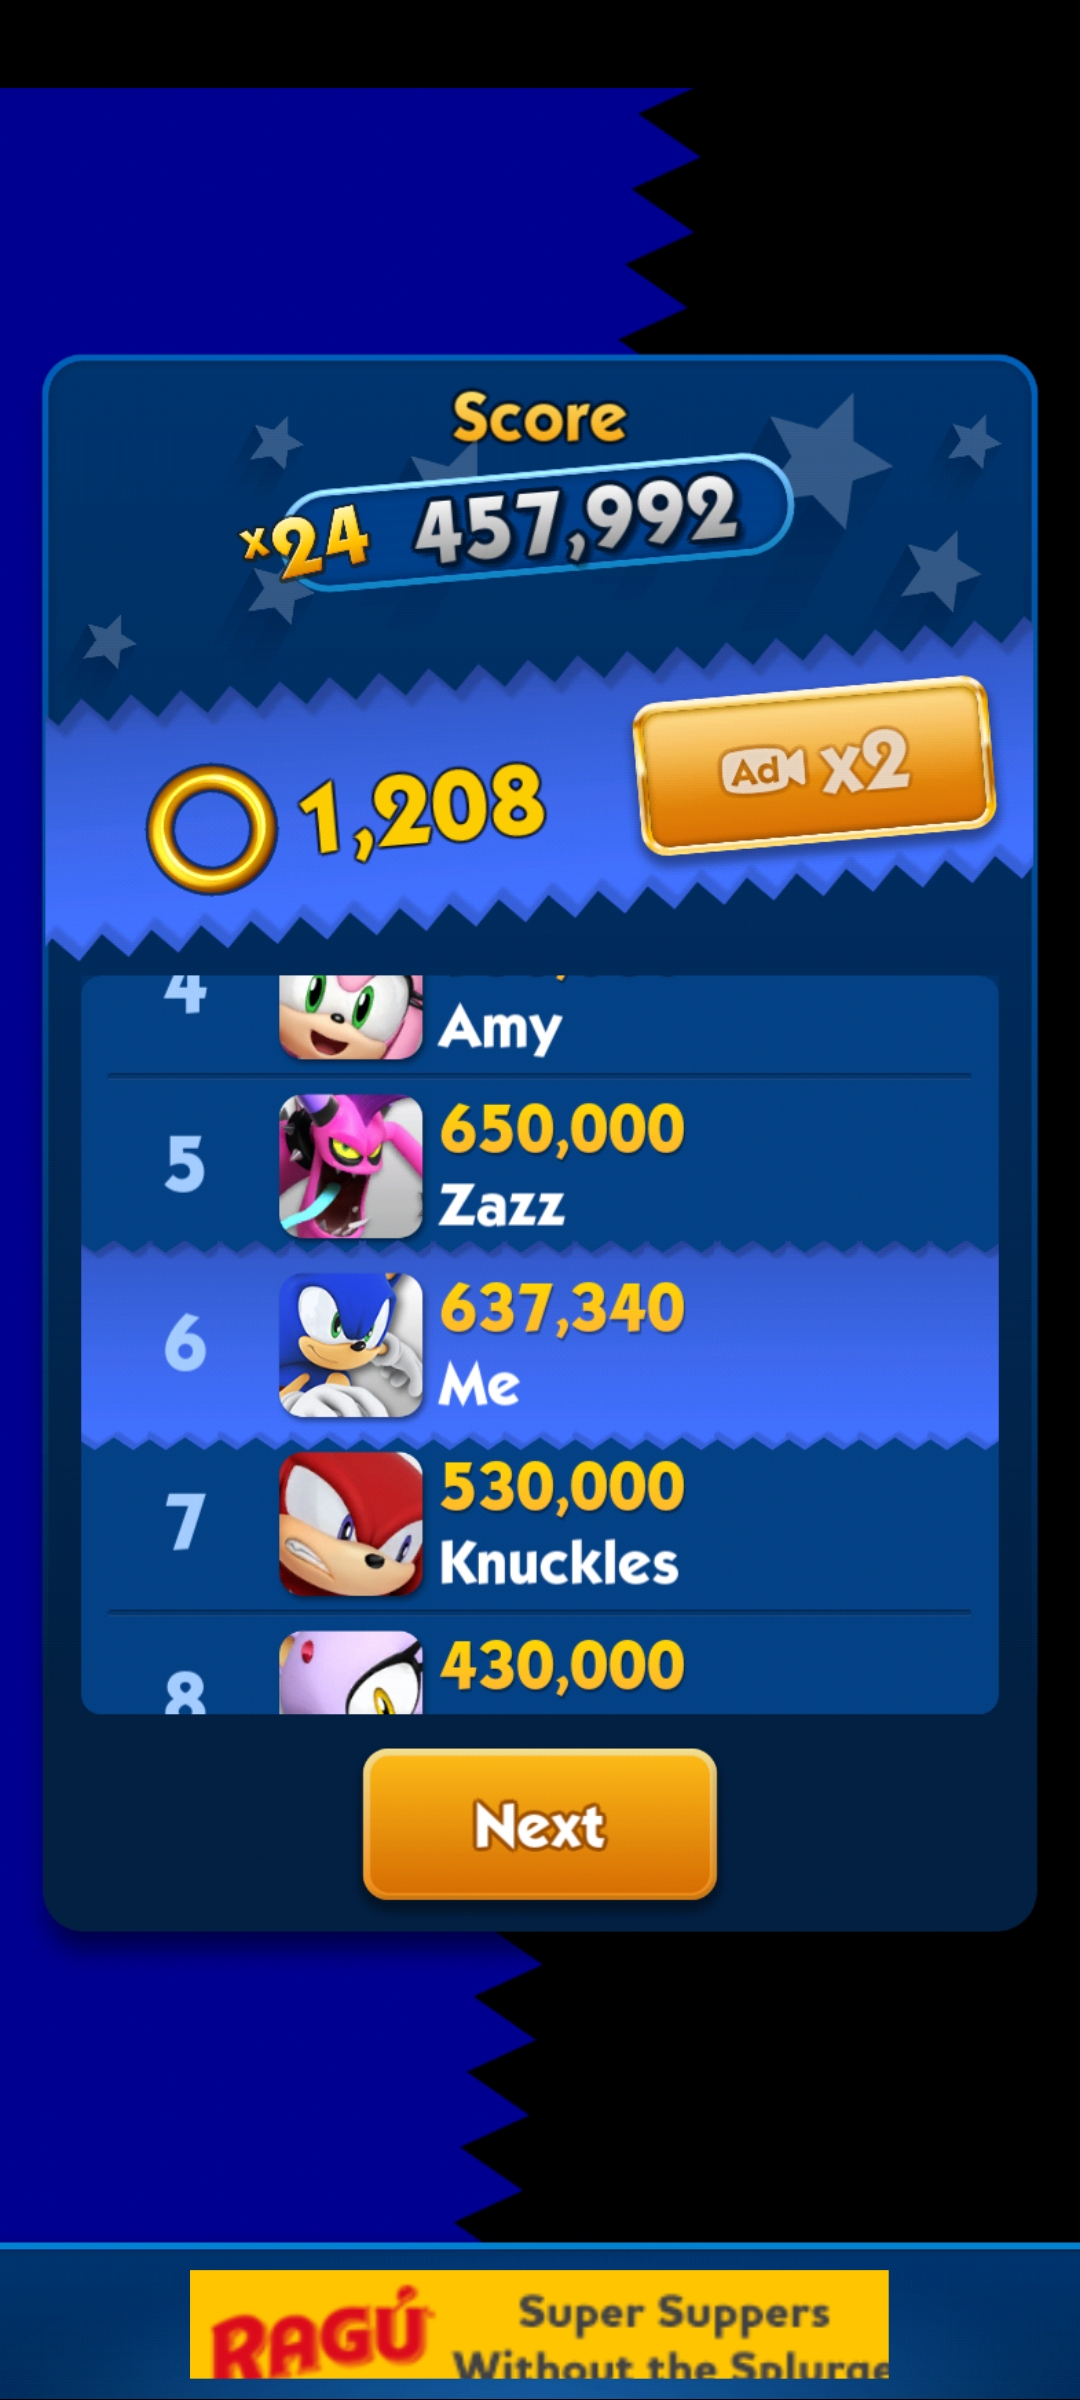 Score
x24 457,992
1,208
Ad x2
4
Amy
5
650,000
Zazz
6
637,340
Me
7
530,000
Knuckles
8
430,000
Next
RAGÚ
Super Suppers
Without the Splurge